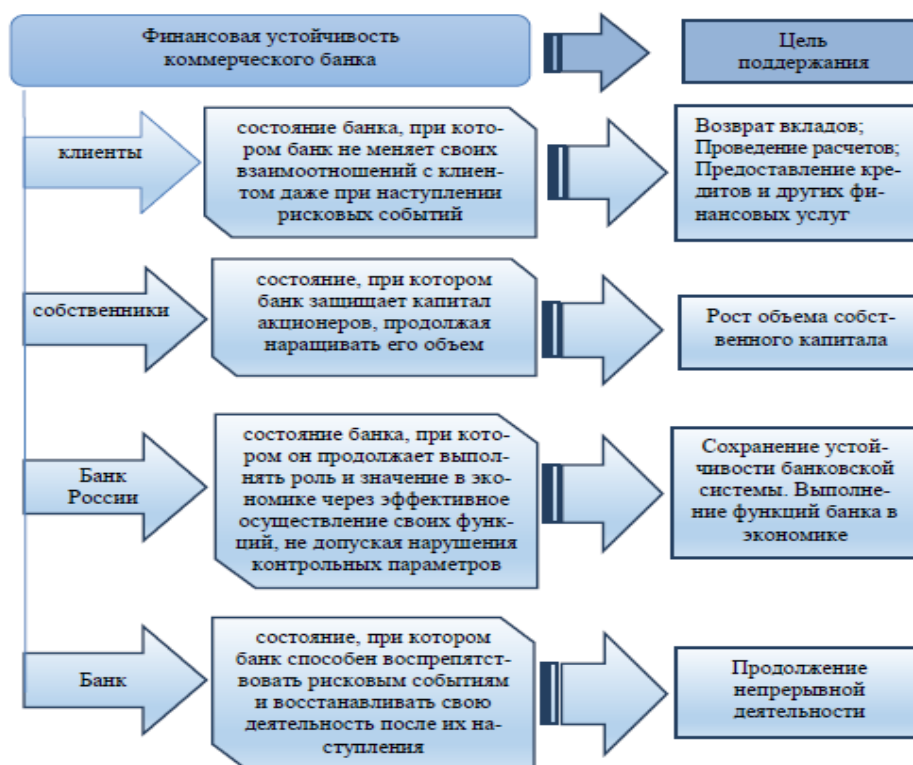 Финансовая устойчивость
коммерческого банка
Цель
поддержания
клиенты
состояние банка, при кото-
ром банк не меняет своих
взаимоотношений с клиен-
том даже при наступлении
рисковых событий
Возврат вкладов;
Проведение расчетов;
Предоставление кре-
дитов и других фи-
нансовых услуг
собственники
состояние, при котором
банк защищает капитал
акционеров, продолжая
наращивать его объем
Рост объема собст-
венного капитала
Банк
России
состояние банка, при кото-
ром он продолжает выпол-
нять роль и значение в эко-
номике через эффективное
осуществление своих функ-
ций, не допуская нарушения
контрольных параметров
Сохранение устой-
чивости банковской
системы. Выполне-
ние функций банка в
экономике
Банк
состояние, при котором
банк способен воспрепятст-
вовать рисковым событиям
и восстанавливать свою
деятельность после их на-
ступления
Продолжение
непрерывной
деятельности